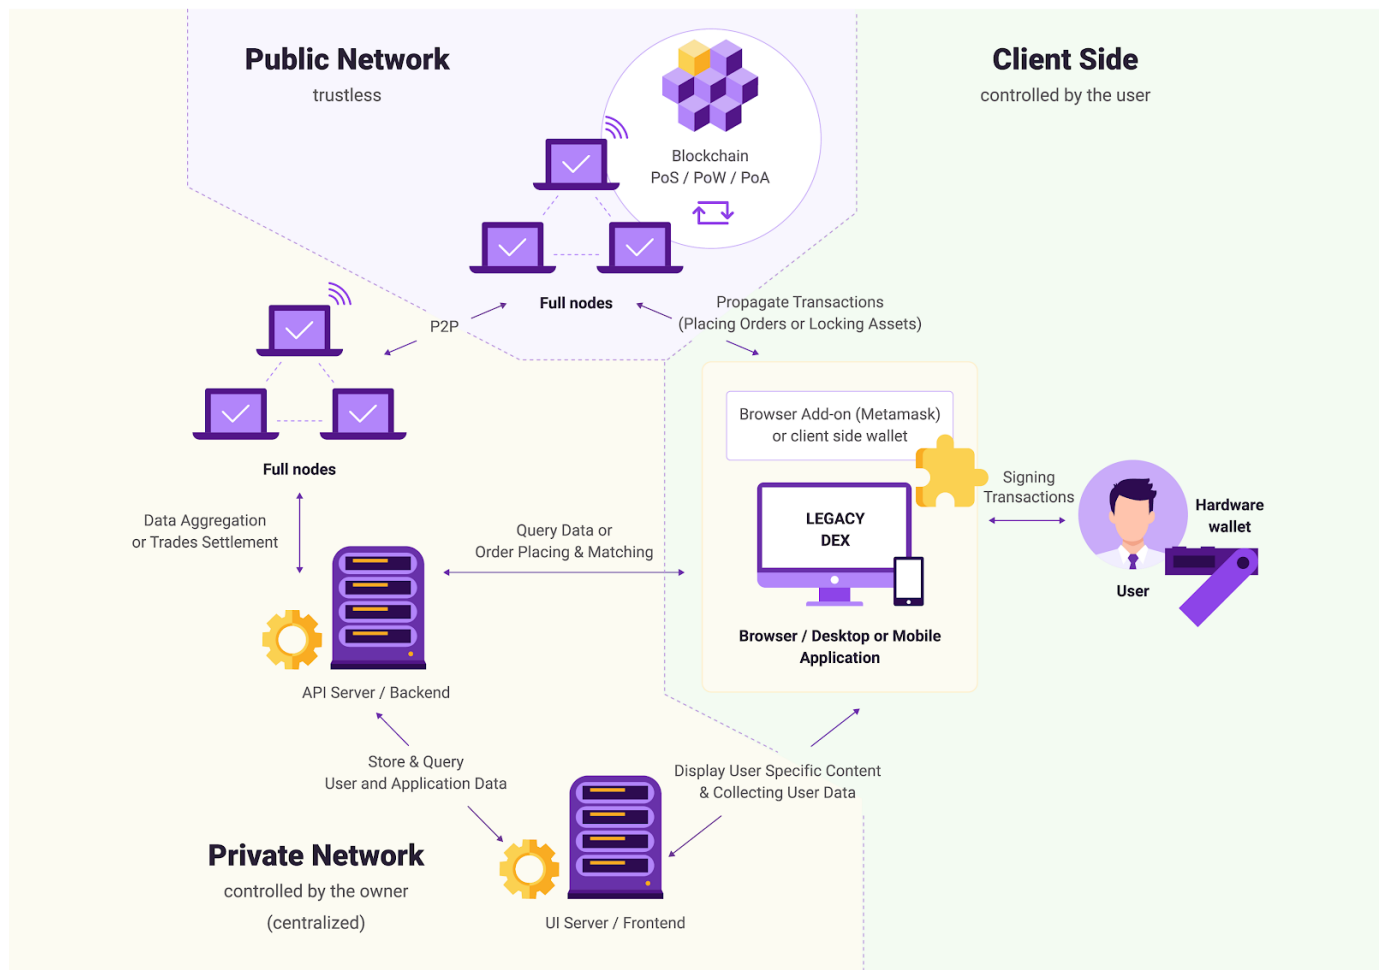 Public Network
trustless
Client Side
controlled by the user
Blockchain
PoS / PoW / PoA
Full nodes
Propagate Transactions
(Placing Orders or Locking Assets)
P2P
Full nodes
Browser Add-on (Metamask)
or client side wallet
LEGACY
DEX
Browser / Desktop or Mobile
Application
Signing
Transactions
Hardware
wallet
User
Data Aggregation
or Trades Settlement
Query Data or
Order Placing & Matching
API Server / Backend
Store & Query
User and Application Data
Display User Specific Content
& Collecting User Data
Private Network
controlled by the owner
(centralized)
UI Server / Frontend